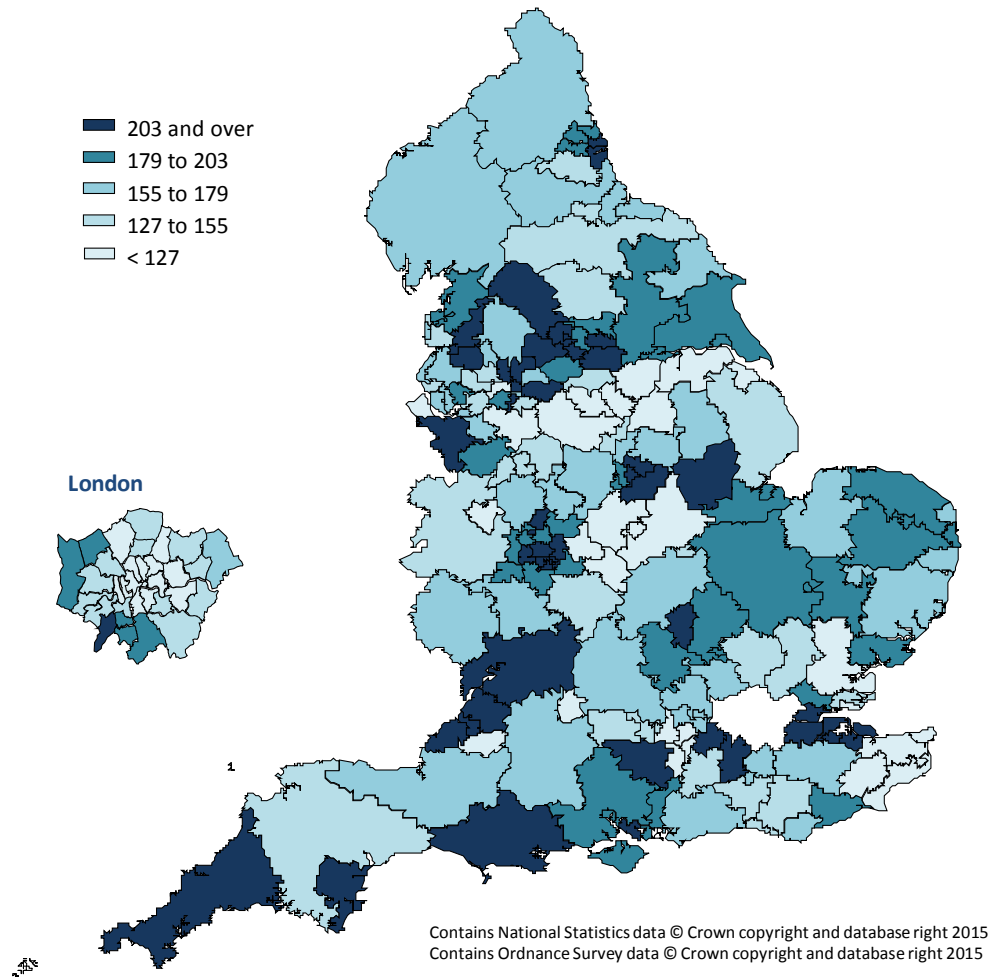 203 and over
179 to 203
155 to 179
127 to 155
< 127
London
1
Contains National Statistics data © Crown copyright and database right 2015
Contains Ordnance Survey data © Crown copyright and database right 2015